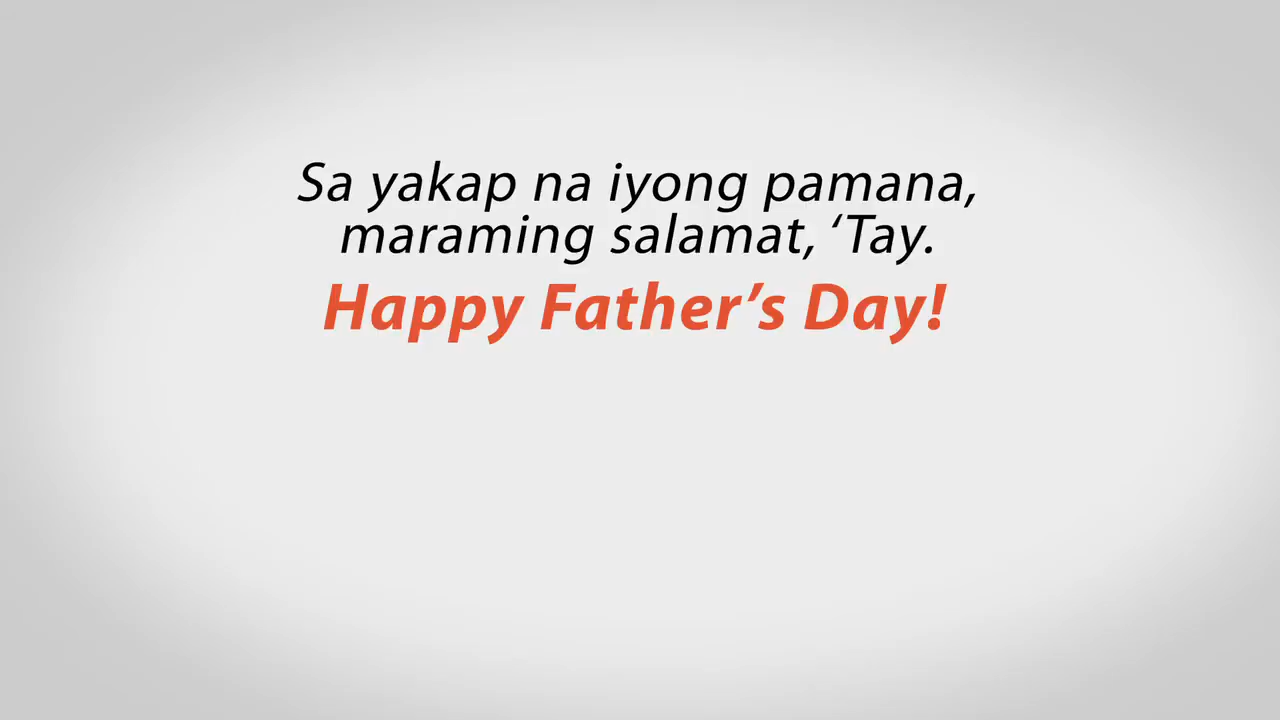 Sa yakap na iyong pamana,
maraming salamat, ‘Tay.
Happy Father’s Day!